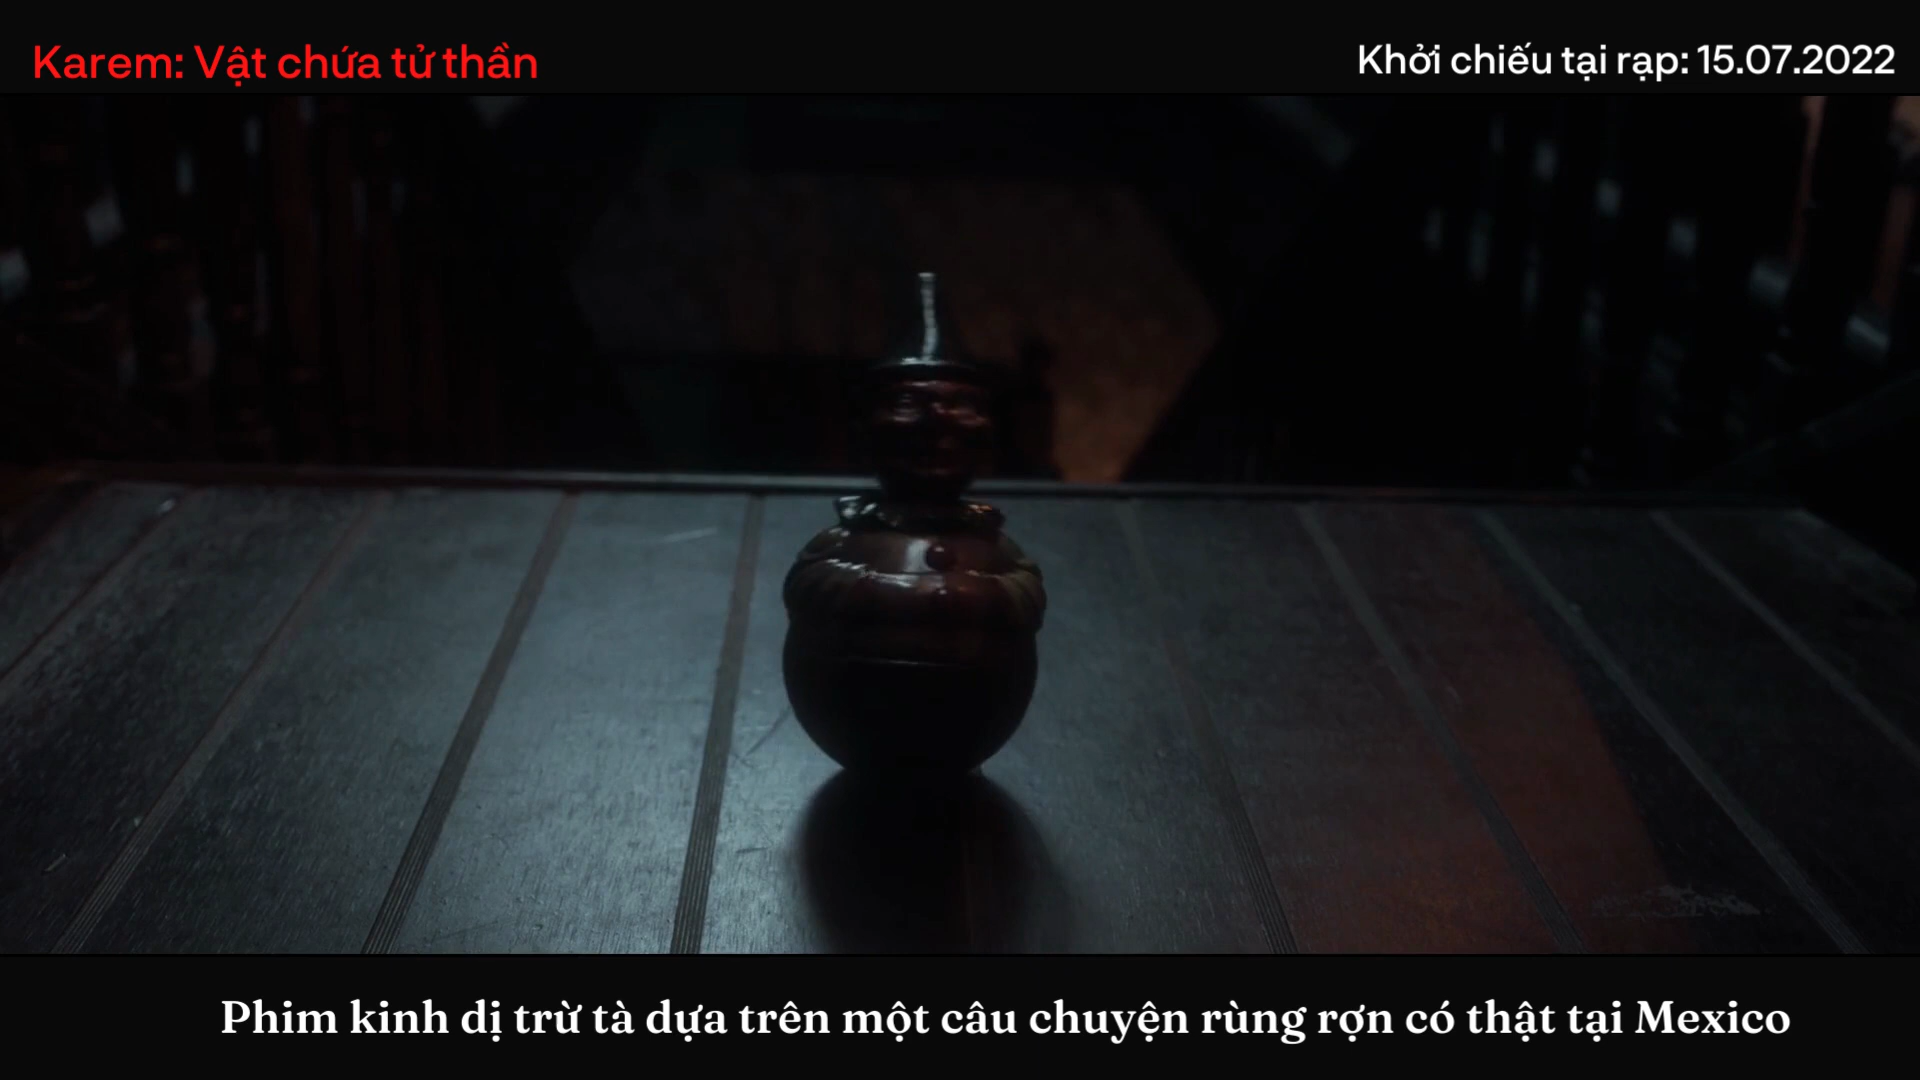 Karem: Vật chứa tử thần
Khởi chiếu tại rạp: 15.07.2022
Phim kinh dị trừ tà dựa trên một câu chuyện rùng rợn có thật tại Mexico